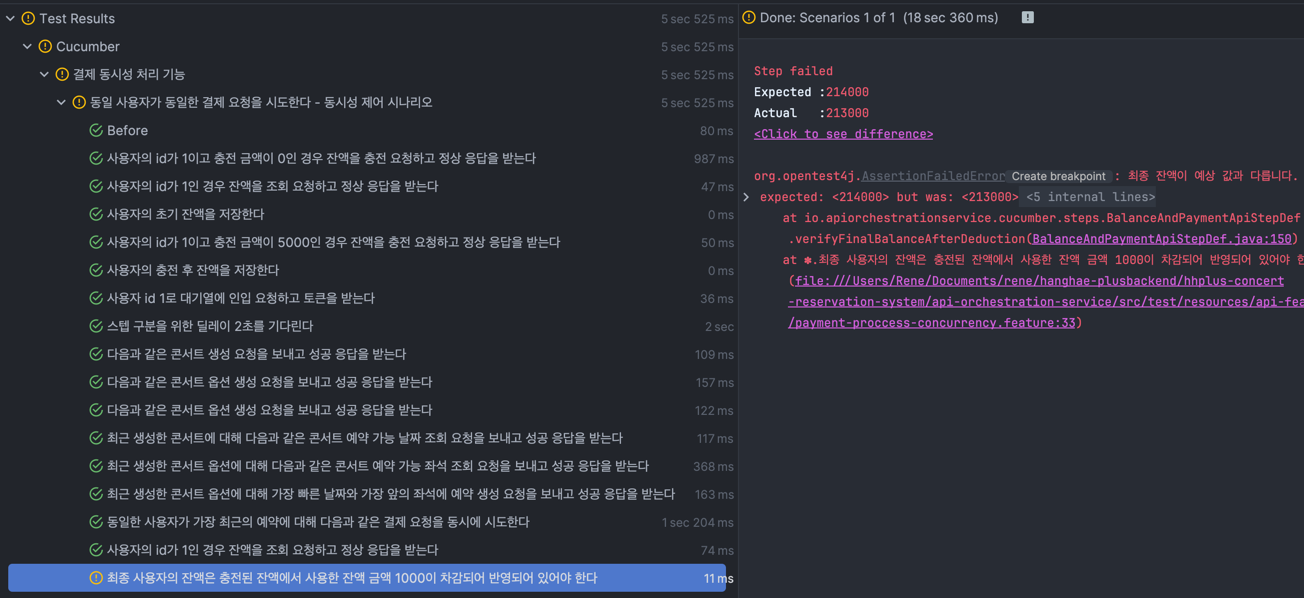 Test Results 5 sec 525 ms
Cucumber 5 sec 525 ms
결제 동시성 처리 기능 5 sec 525 ms
동일 사용자가 동일한 결제 요청을 시도한다 - 동시성 제어 시나리오 5 sec 525 ms
Before 80 ms
사용자의 id가 1이고 충전 금액이 0인 경우 잔액을 충전 요청하고 정상 응답을 받는다 987 ms
사용자의 id가 1인 경우 잔액을 조회 요청하고 정상 응답을 받는다 47 ms
사용자의 초기 잔액을 저장한다 0 ms
사용자의 id가 1이고 충전 금액이 5000인 경우 잔액을 충전 요청하고 정상 응답을 받는다 50 ms
사용자의 충전 후 잔액을 저장한다 0 ms
사용자 id 1로 대기열에 인입 요청하고 토큰을 받는다 36 ms
스텝 구분을 위한 딜레이 2초를 기다린다 2 sec
다음과 같은 콘서트 생성 요청을 보내고 성공 응답을 받는다 109 ms
다음과 같은 콘서트 옵션 생성 요청을 보내고 성공 응답을 받는다 157 ms
다음과 같은 콘서트 옵션 생성 요청을 보내고 성공 응답을 받는다 122 ms
최근 생성한 콘서트에 대해 다음과 같은 콘서트 예약 가능 날짜 조회 요청을 보내고 성공 응답을 받는다 117 ms
최근 생성한 콘서트 옵션에 대해 다음과 같은 콘서트 예약 가능 좌석 조회 요청을 보내고 성공 응답을 받는다 368 ms
최근 생성한 콘서트 옵션에 대해 가장 빠른 날짜와 가장 앞의 좌석에 예약 생성 요청을 보내고 성공 응답을 받는다 163 ms
동일한 사용자가 가장 최근의 예약에 대해 다음과 같은 결제 요청을 동시에 시도한다 1 sec 204 ms
사용자의 id가 1인 경우 잔액을 조회 요청하고 정상 응답을 받는다 74 ms
최종 사용자의 잔액은 충전된 잔액에서 사용한 잔액 금액 1000이 차감되어 반영되어 있어야 한다 11 ms
Done: Scenarios 1 of 1 (18 sec 360 ms)
Step failed
Expected :214000
Actual :213000
<Click to see difference>
org.opentest4j.AssertionFailedError Create breakpoint : 최종 잔액이 예상 값과 다릅니다.
expected: <214000> but was: <213000> <5 internal lines>
at io.apiorchestrationservice.cucumber.steps.BalanceAndPaymentApiStepDef
.verifyFinalBalanceAfterDeduction(BalanceAndPaymentApiStepDef.java:150)
at ✽.최종 사용자의 잔액은 충전된 잔액에서 사용한 잔액 금액 1000이 차감되어 반영되어 있어야 한
(file:///Users/Rene/Documents/rene/hanghae-plusbackend/hhplus-concert
-reservation-system/api-orchestration-service/src/test/resources/api-fea
/payment-proccess-concurrency.feature:33)